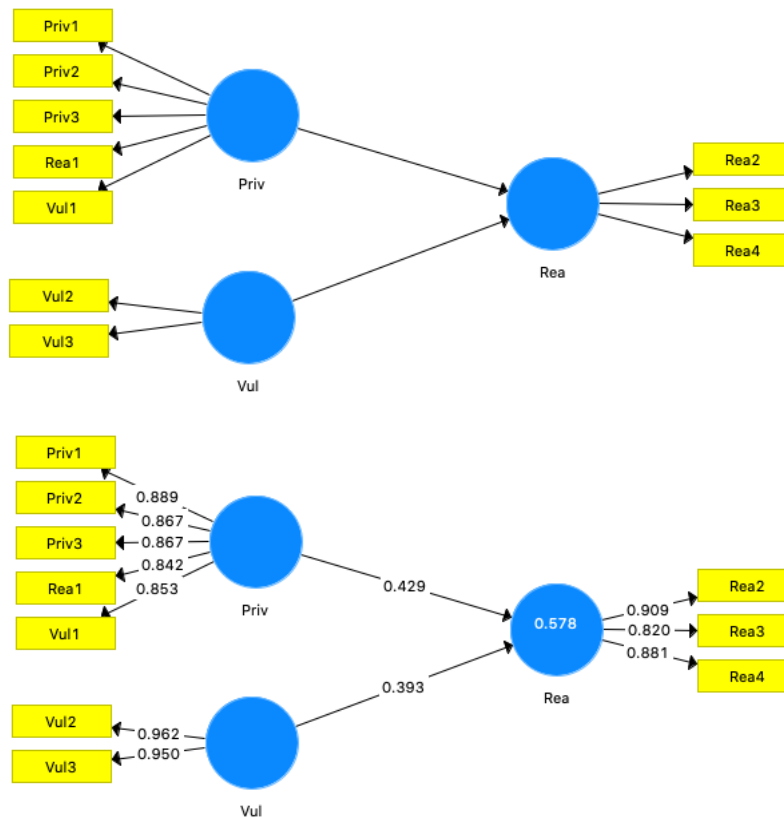 Priv1
Priv2
Priv3
Rea1
Vul1
Priv
Vul2
Vul3
Vul
Rea
Rea2
Rea3
Rea4
Priv1
Priv2
Priv3
Rea1
Vul1
0.889
0.867
0.867
0.842
0.853
Priv
0.429
Vul2
Vul3
0.962
0.950
Vul
0.393
0.578
Rea
0.909
0.820
0.881
Rea2
Rea3
Rea4